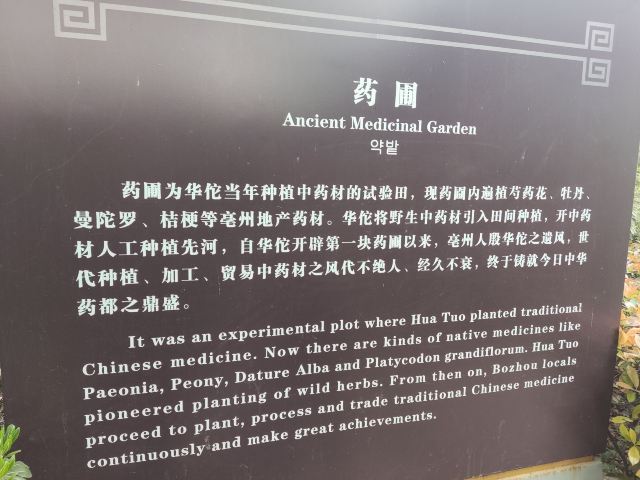 药圃
Ancient Medicinal Garden
약밭
药圃为华佗当年种植中药材的试验田，现药圃内遍植芍药花、牡丹、
曼陀罗、桔梗等亳州地产药材。华佗将野生中药材引入田间种植，开中药
材人工种植先河，自华佗开辟第一块药圃以来，亳州人殷华佗之遗风，世
代种植、加工、贸易中药材之风代不绝人、经久不衰，终于铸就今日中华
药都之鼎盛。
It was an experimental plot where Hua Tuo planted traditional
Chinese medicine. Now there are kinds of native medicines like
Paeonia, Peony, Dature Alba and Platycodon grandiflorum. Hua Tuo
pioneered planting of wild herbs. From then on, Bozhou locals
proceed to plant, process and trade traditional Chinese medicine
continuously and make great achievements.